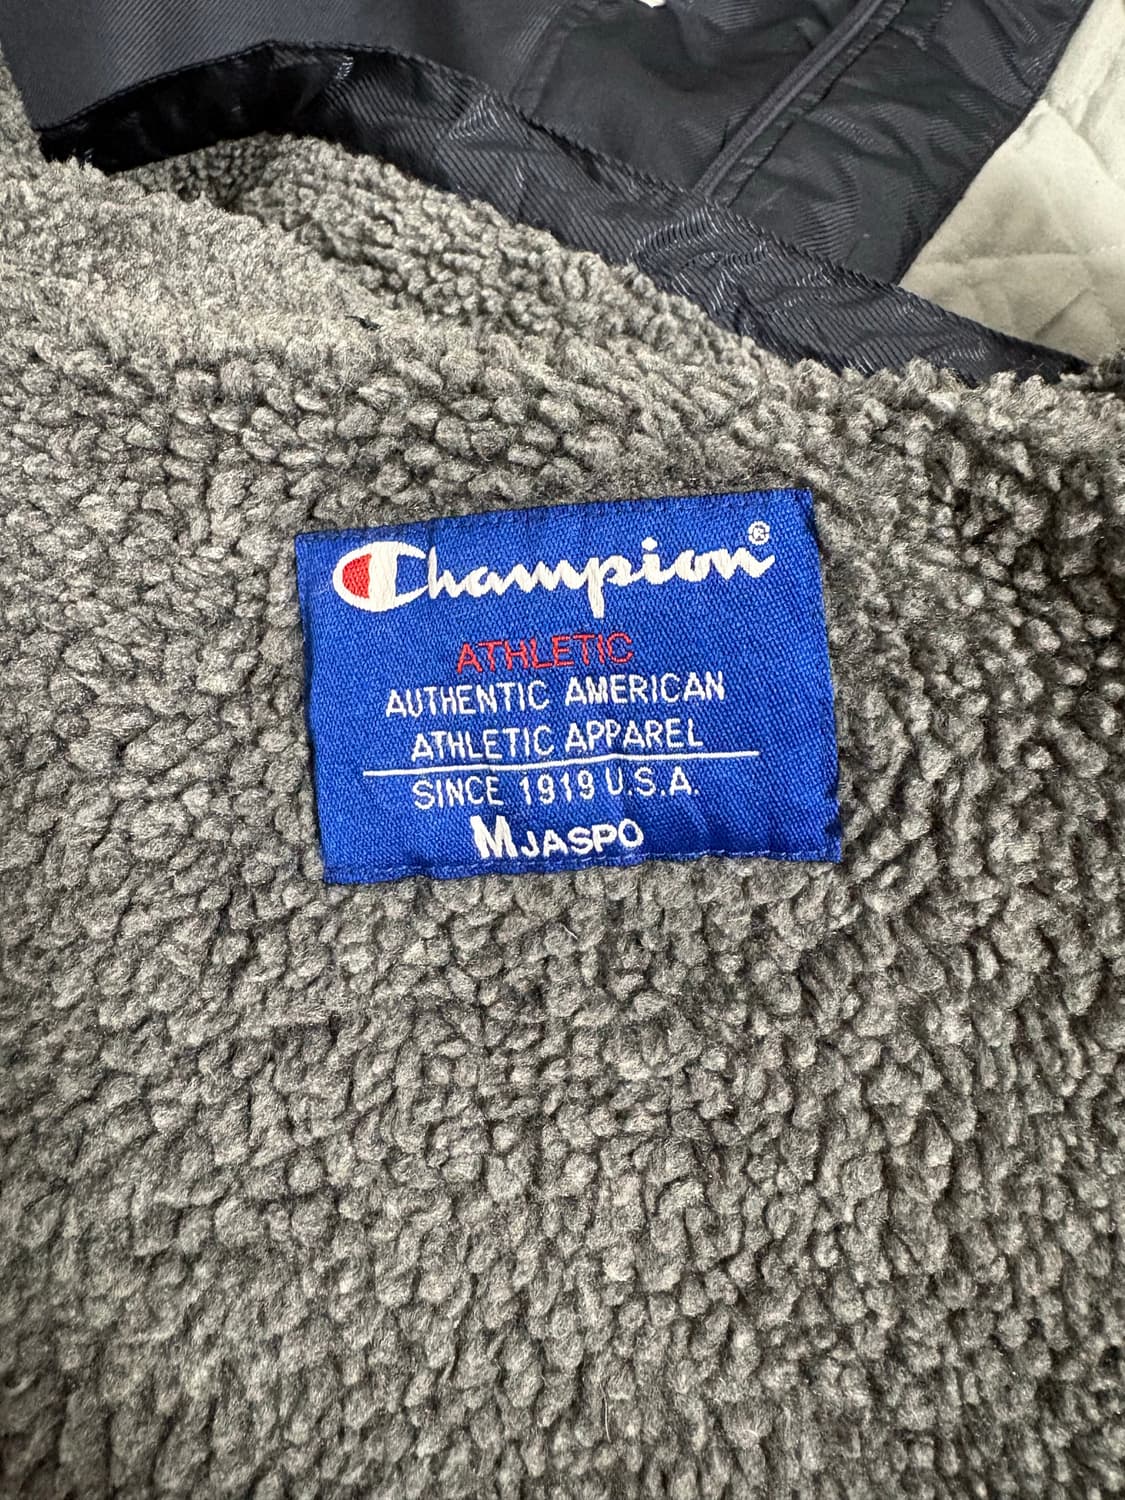 Champion®
ATHLETIC
AUTHENTIC AMERICAN
ATHLETIC APPAREL
SINCE 1919 U.S.A.
M JASPO